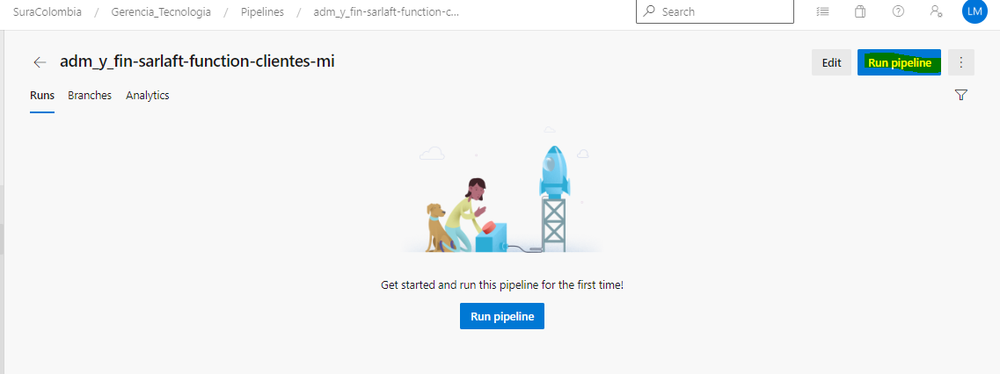 SuraColombia / Gerencia_Tecnologia / Pipelines / adm_y_fin-sarlaft-function-c... Search LM
adm_y_fin-sarlaft-function-clientes-mi Edit Run pipeline
Runs Branches Analytics
Get started and run this pipeline for the first time!
Run pipeline